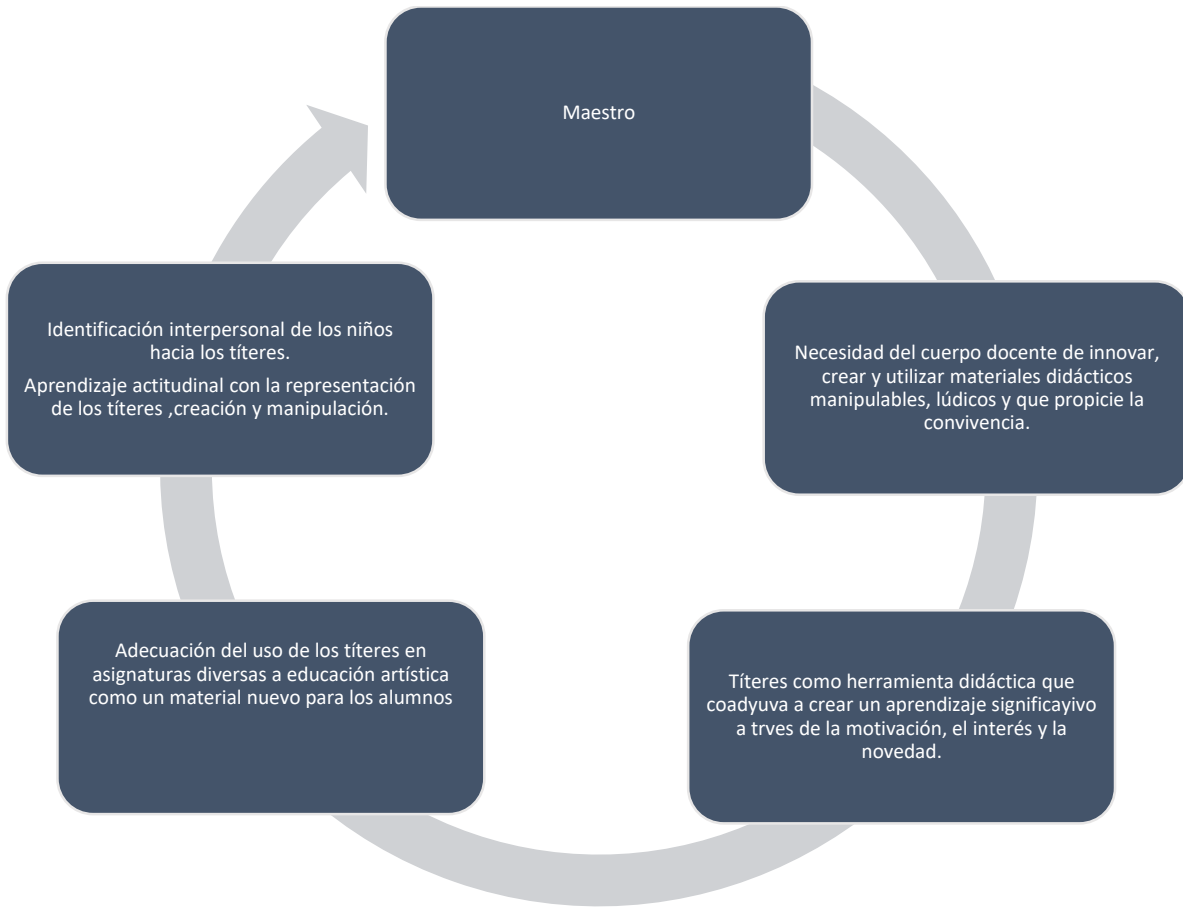 Maestro
Necesidad del cuerpo docente de innovar,
crear y utilizar materiales didácticos
manipulables, lúdicos y que propicie la
convivencia.
Títeres como herramienta didáctica que
coadyuva a crear un aprendizaje significayivo
a trves de la motivación, el interés y la
novedad.
Adecuación del uso de los títeres en
asignaturas diversas a educación artística
como un material nuevo para los alumnos
Identificación interpersonal de los niños
hacia los títeres.
Aprendizaje actitudinal con la representación
de los títeres ,creación y manipulación.